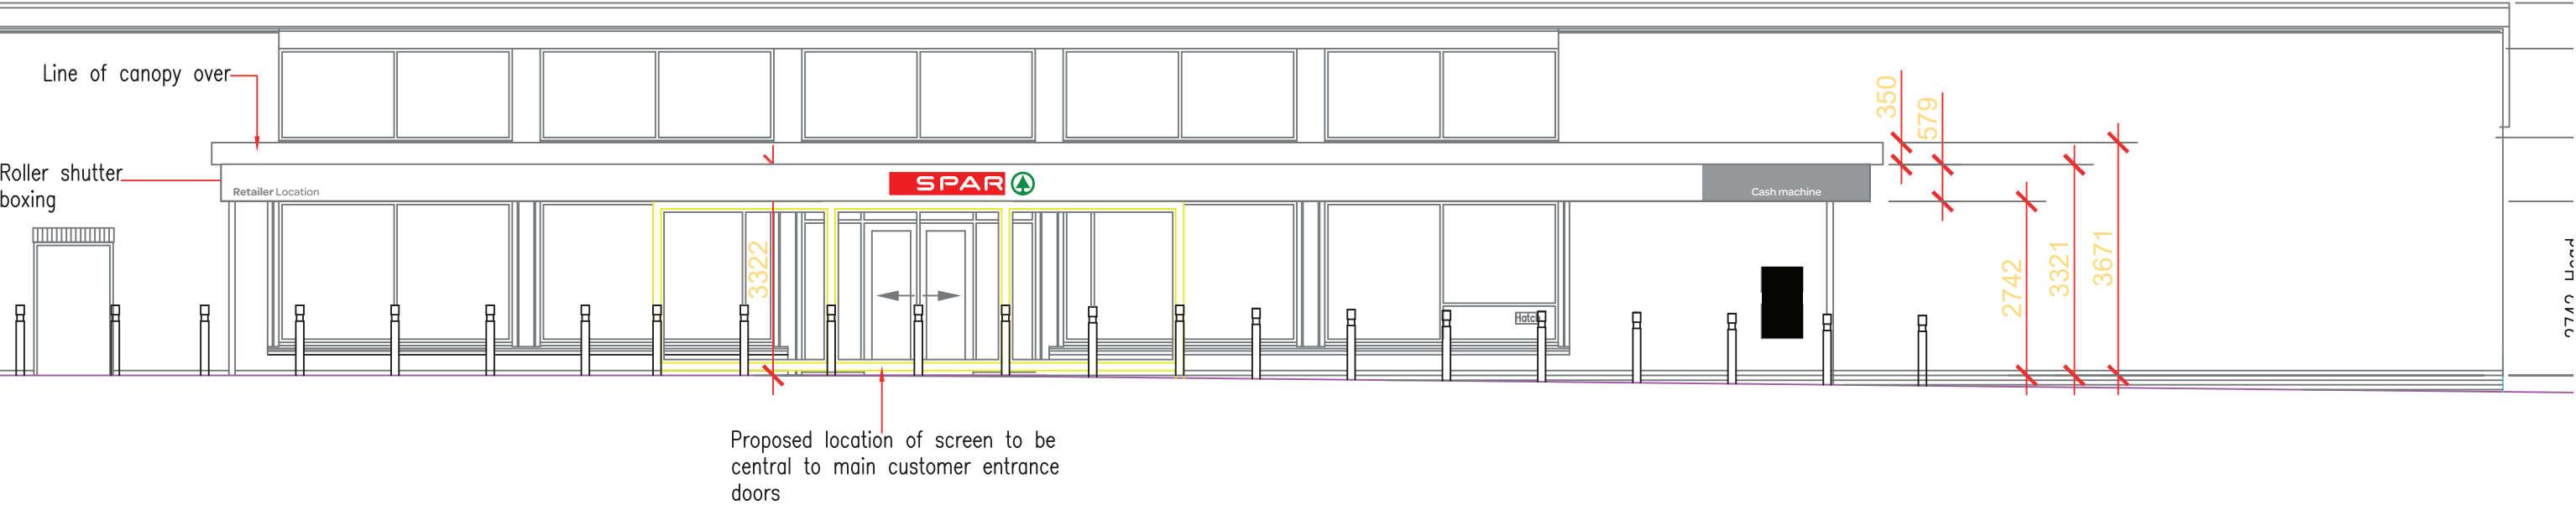 Line of canopy over
Roller shutter
boxing
Retailer Location
SPAR
Cash machine
350
579
3322
2742
3321
3671
Hatch
Proposed location of screen to be
central to main customer entrance
doors